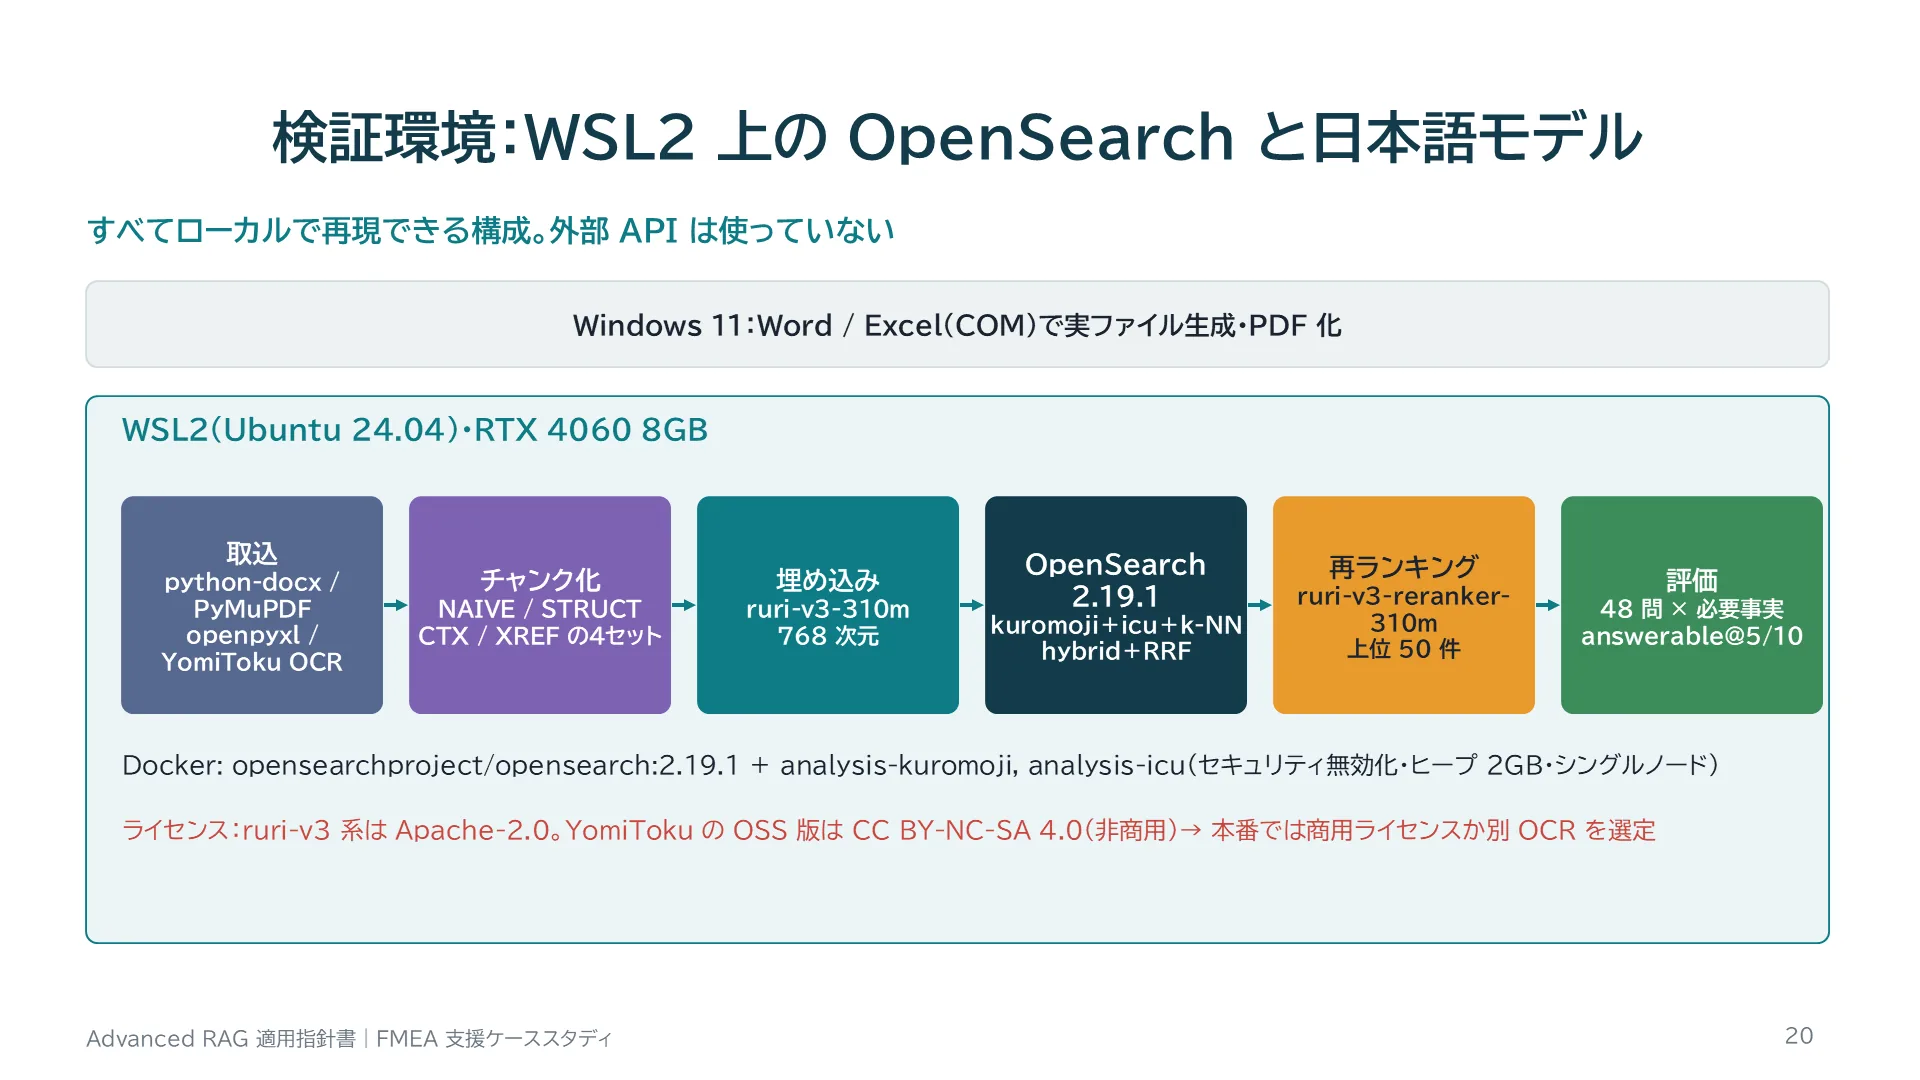 検証環境：WSL2 上の OpenSearch と日本語モデル
すべてローカルで再現できる構成。外部 API は使っていない
Windows 11：Word / Excel（COM）で実ファイル生成・PDF 化
WSL2（Ubuntu 24.04）・RTX 4060 8GB
取込
python-docx /
PyMuPDF
openpyxl /
YomiToku OCR
チャンク化
NAIVE / STRUCT
CTX / XREF の4セット
埋め込み
ruri-v3-310m
768 次元
OpenSearch
2.19.1
kuromoji＋icu＋k-NN
hybrid＋RRF
再ランキング
ruri-v3-reranker-
310m
上位 50 件
評価
48 問 × 必要事実
answerable@5/10
Docker: opensearchproject/opensearch:2.19.1 + analysis-kuromoji, analysis-icu（セキュリティ無効化・ヒープ 2GB・シングルノード）
ライセンス：ruri-v3 系は Apache-2.0。YomiToku の OSS 版は CC BY-NC-SA 4.0（非商用）→ 本番では商用ライセンスか別 OCR を選定
Advanced RAG 適用指針書｜FMEA 支援ケーススタディ
20